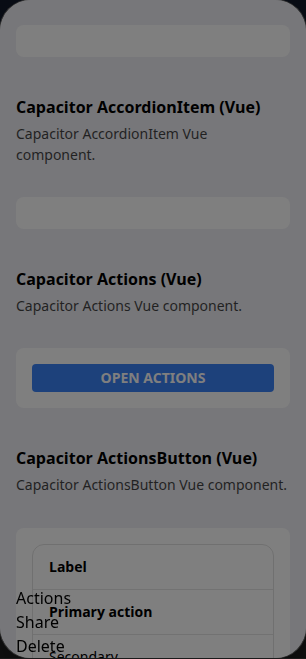 Capacitor AccordionItem (Vue)
Capacitor AccordionItem Vue
component.
Capacitor Actions (Vue)
Capacitor Actions Vue component.
OPEN ACTIONS
Capacitor ActionsButton (Vue)
Capacitor ActionsButton Vue component.
Label
Actions
Primary action
Share
Delete
Secondary